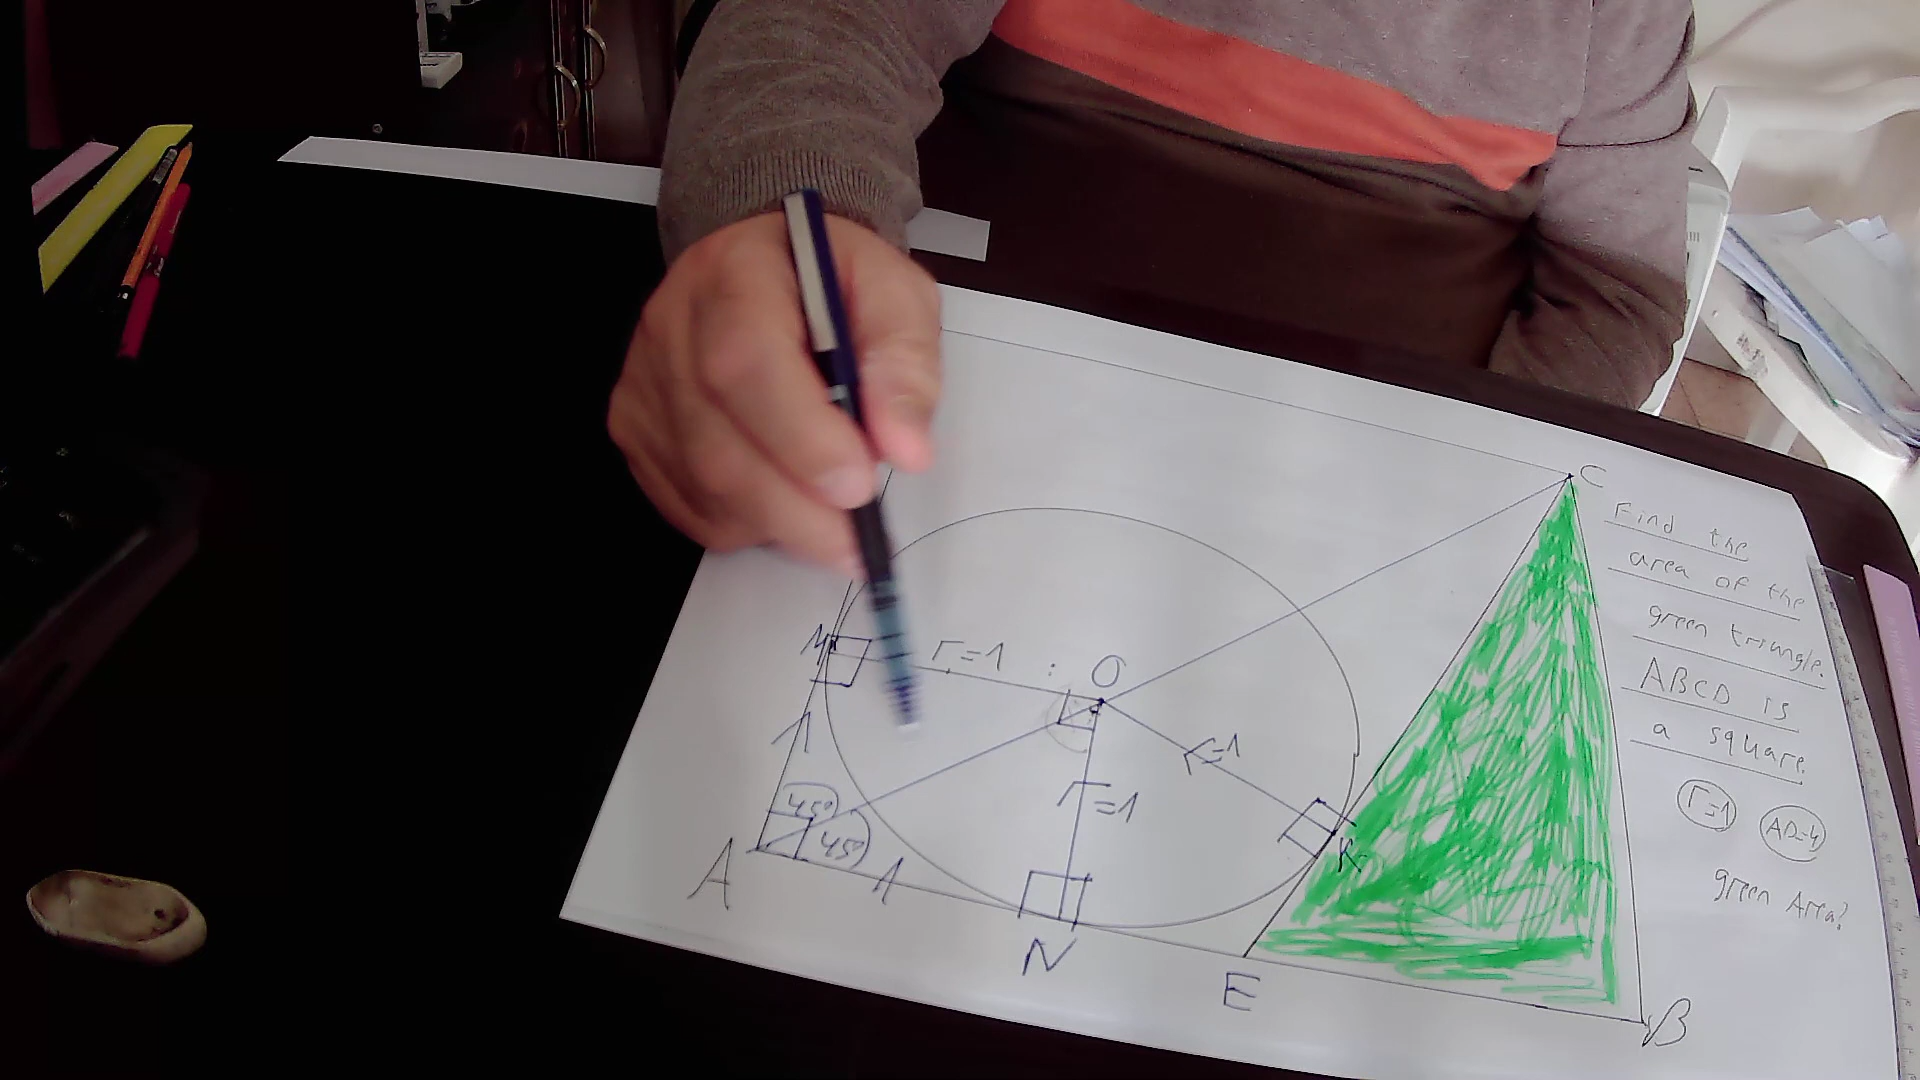 C
Find the
area of the
green triangle.
ABCD is
a square.
r=1
AD=4
green Area?
M
r=1
O
1
r=1
r=1
45°
45°
A
1
K
N
E
B